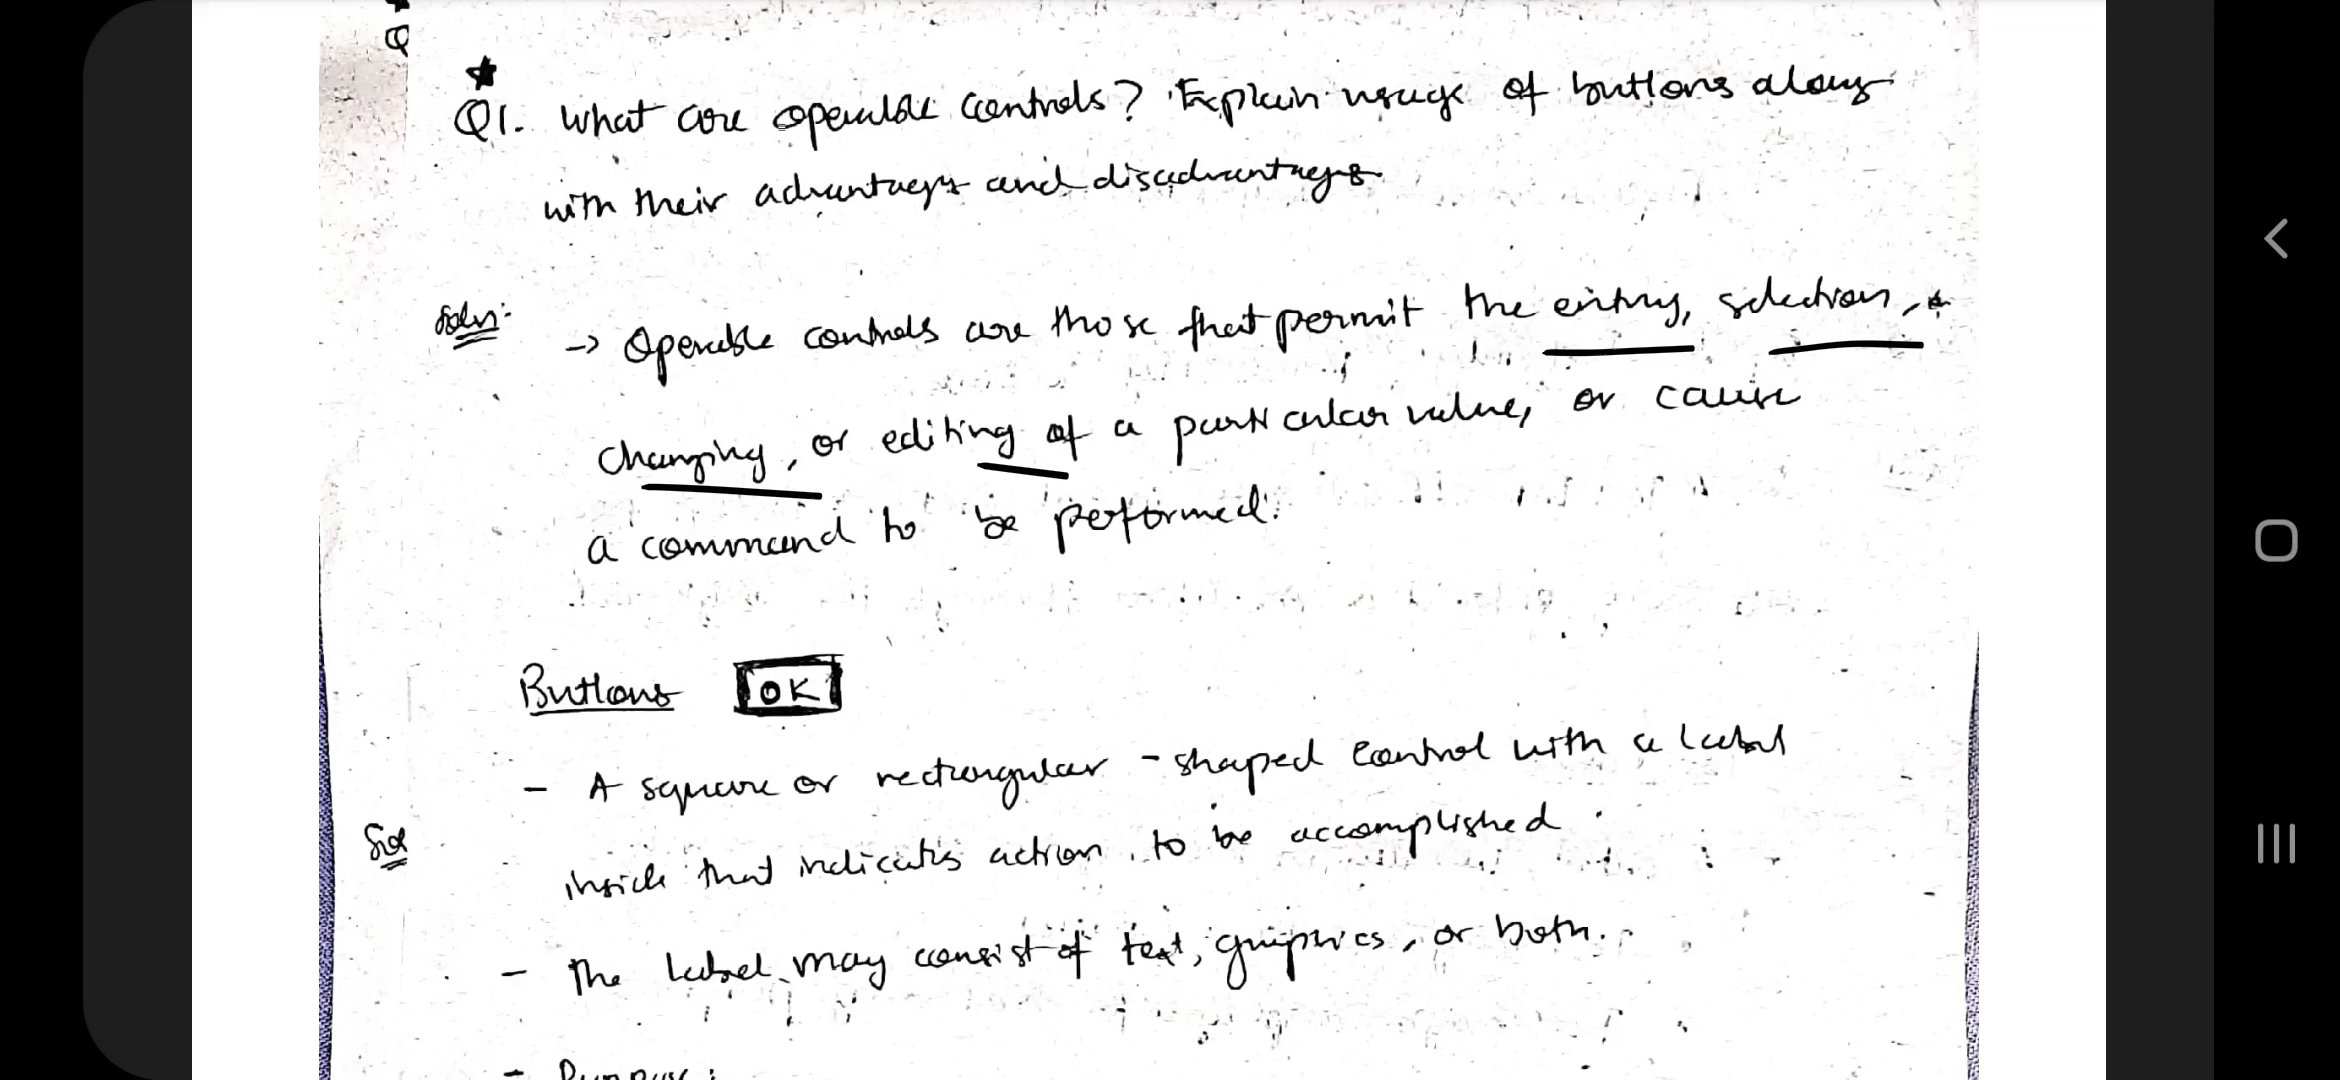 Q
Q1. What are operable controls? Explain usage of buttons along
with their advantages and disadvantages.
Soln:
→ Operable controls are those that permit the entry, selection,
changing, or editing of a particular value, or cause
a command to be performed.
Buttons OK
- A square or rectangular - shaped control with a label
inside that indicates action to be accomplished.
Sol
- The label may consist of text, graphics, or both.
- Purpose: